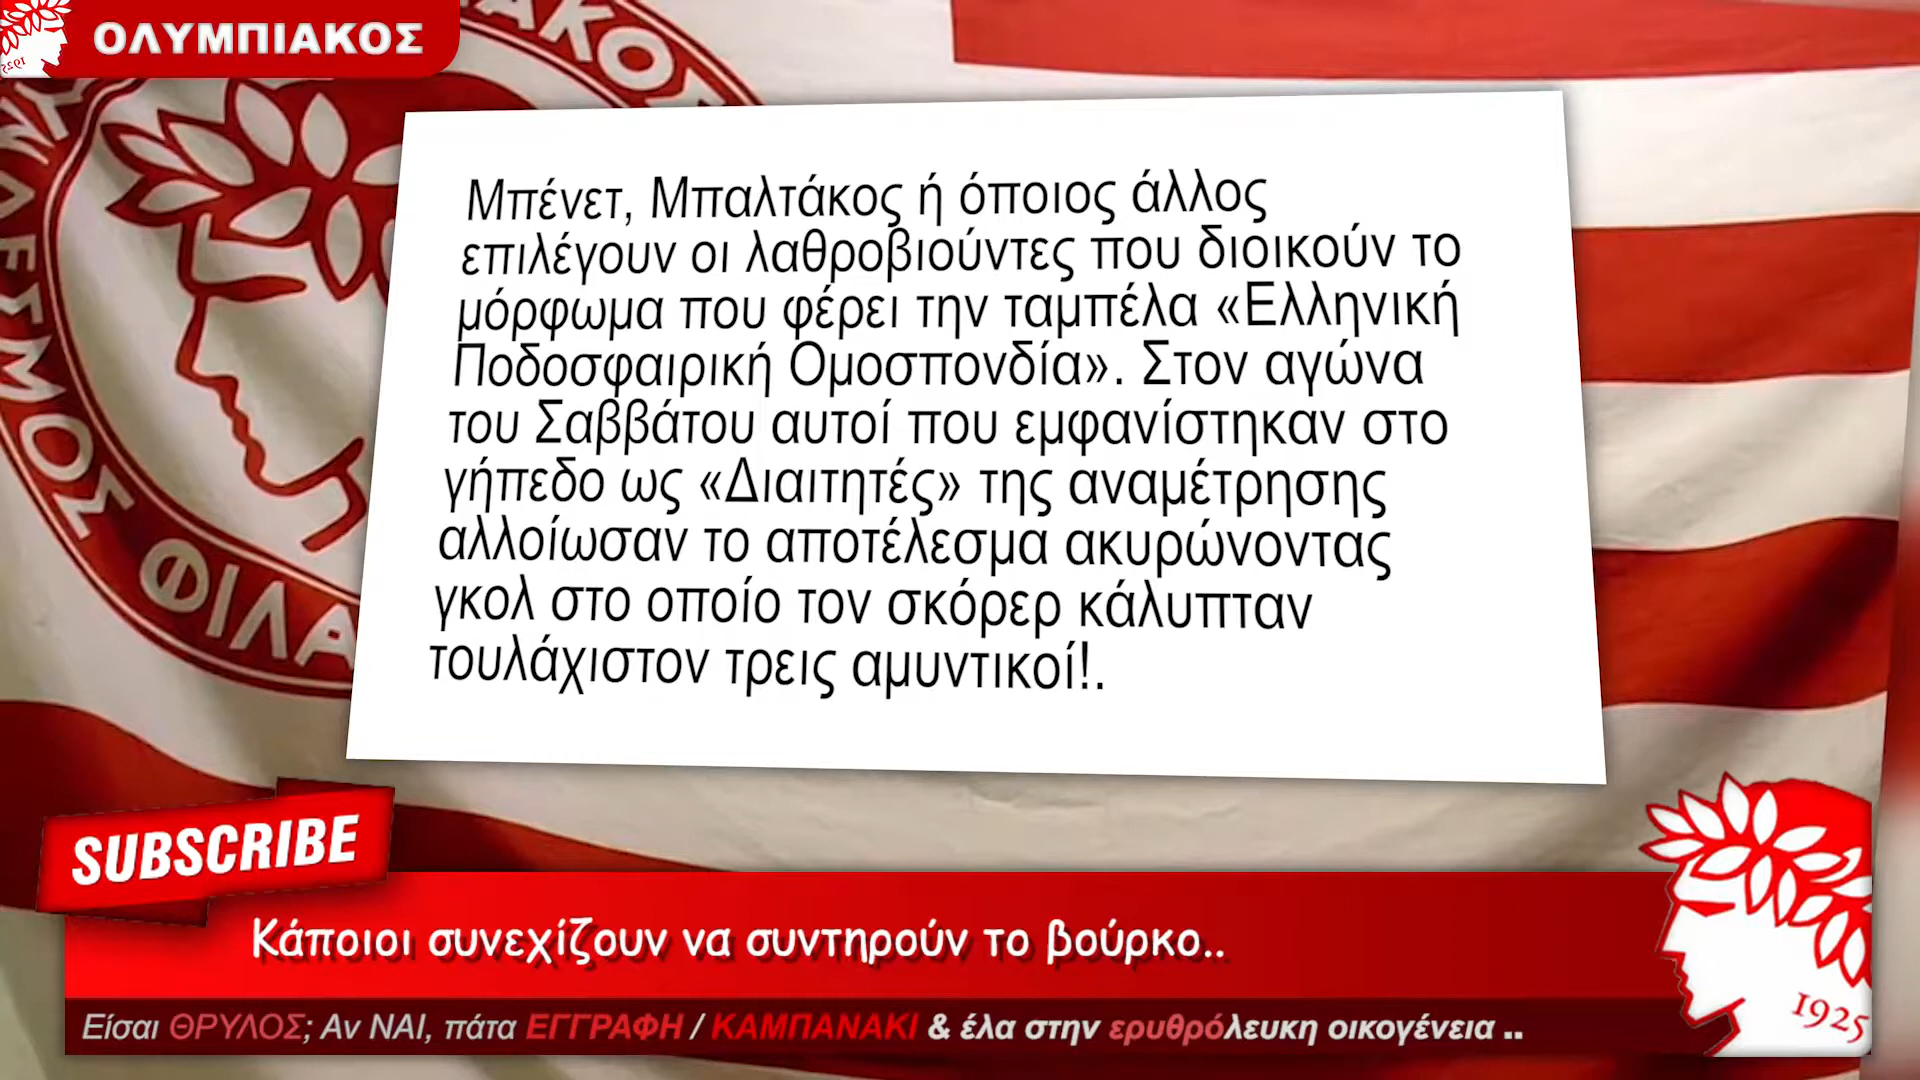 ΟΛΥΜΠΙΑΚΟΣ
1925
Μπένετ, Μπαλτάκος ή όποιος άλλος
επιλέγουν οι λαθροβιούντες που διοικούν το
μόρφωμα που φέρει την ταμπέλα «Ελληνική
Ποδοσφαιρική Ομοσπονδία». Στον αγώνα
του Σαββάτου αυτοί που εμφανίστηκαν στο
γήπεδο ως «Διαιτητές» της αναμέτρησης
αλλοίωσαν το αποτέλεσμα ακυρώνοντας
γκολ στο οποίο τον σκόρερ κάλυπταν
τουλάχιστον τρεις αμυντικοί!.
SUBSCRIBE
Κάποιοι συνεχίζουν να συντηρούν το βούρκο..
Είσαι ΘΡΥΛΟΣ; Αν ΝΑΙ, πάτα ΕΓΓΡΑΦΗ / ΚΑΜΠΑΝΑΚΙ & έλα στην ερυθρόλευκη οικογένεια ..
1925